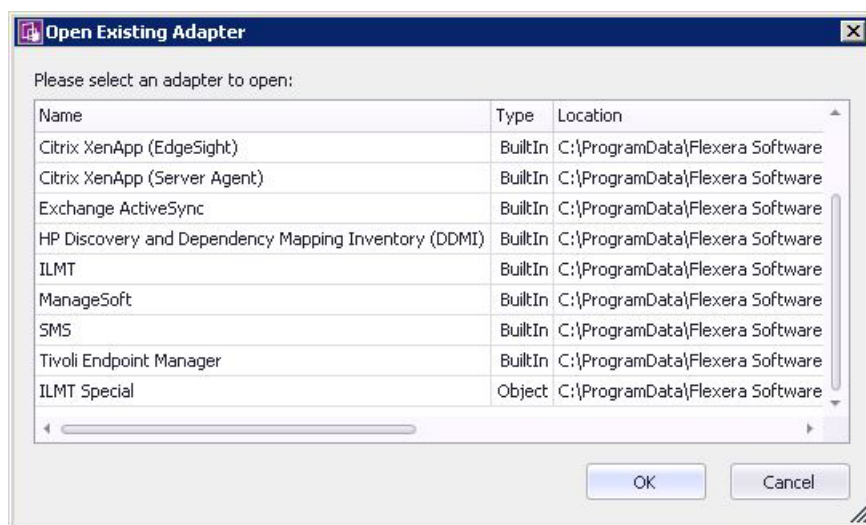 Open Existing Adapter
Please select an adapter to open:
Name Type Location
Citrix XenApp (EdgeSight) BuiltIn C:\ProgramData\Flexera Software
Citrix XenApp (Server Agent) BuiltIn C:\ProgramData\Flexera Software
Exchange ActiveSync BuiltIn C:\ProgramData\Flexera Software
HP Discovery and Dependency Mapping Inventory (DDMI) BuiltIn C:\ProgramData\Flexera Software
ILMT BuiltIn C:\ProgramData\Flexera Software
ManageSoft BuiltIn C:\ProgramData\Flexera Software
SMS BuiltIn C:\ProgramData\Flexera Software
Tivoli Endpoint Manager BuiltIn C:\ProgramData\Flexera Software
ILMT Special Object C:\ProgramData\Flexera Software
OK Cancel